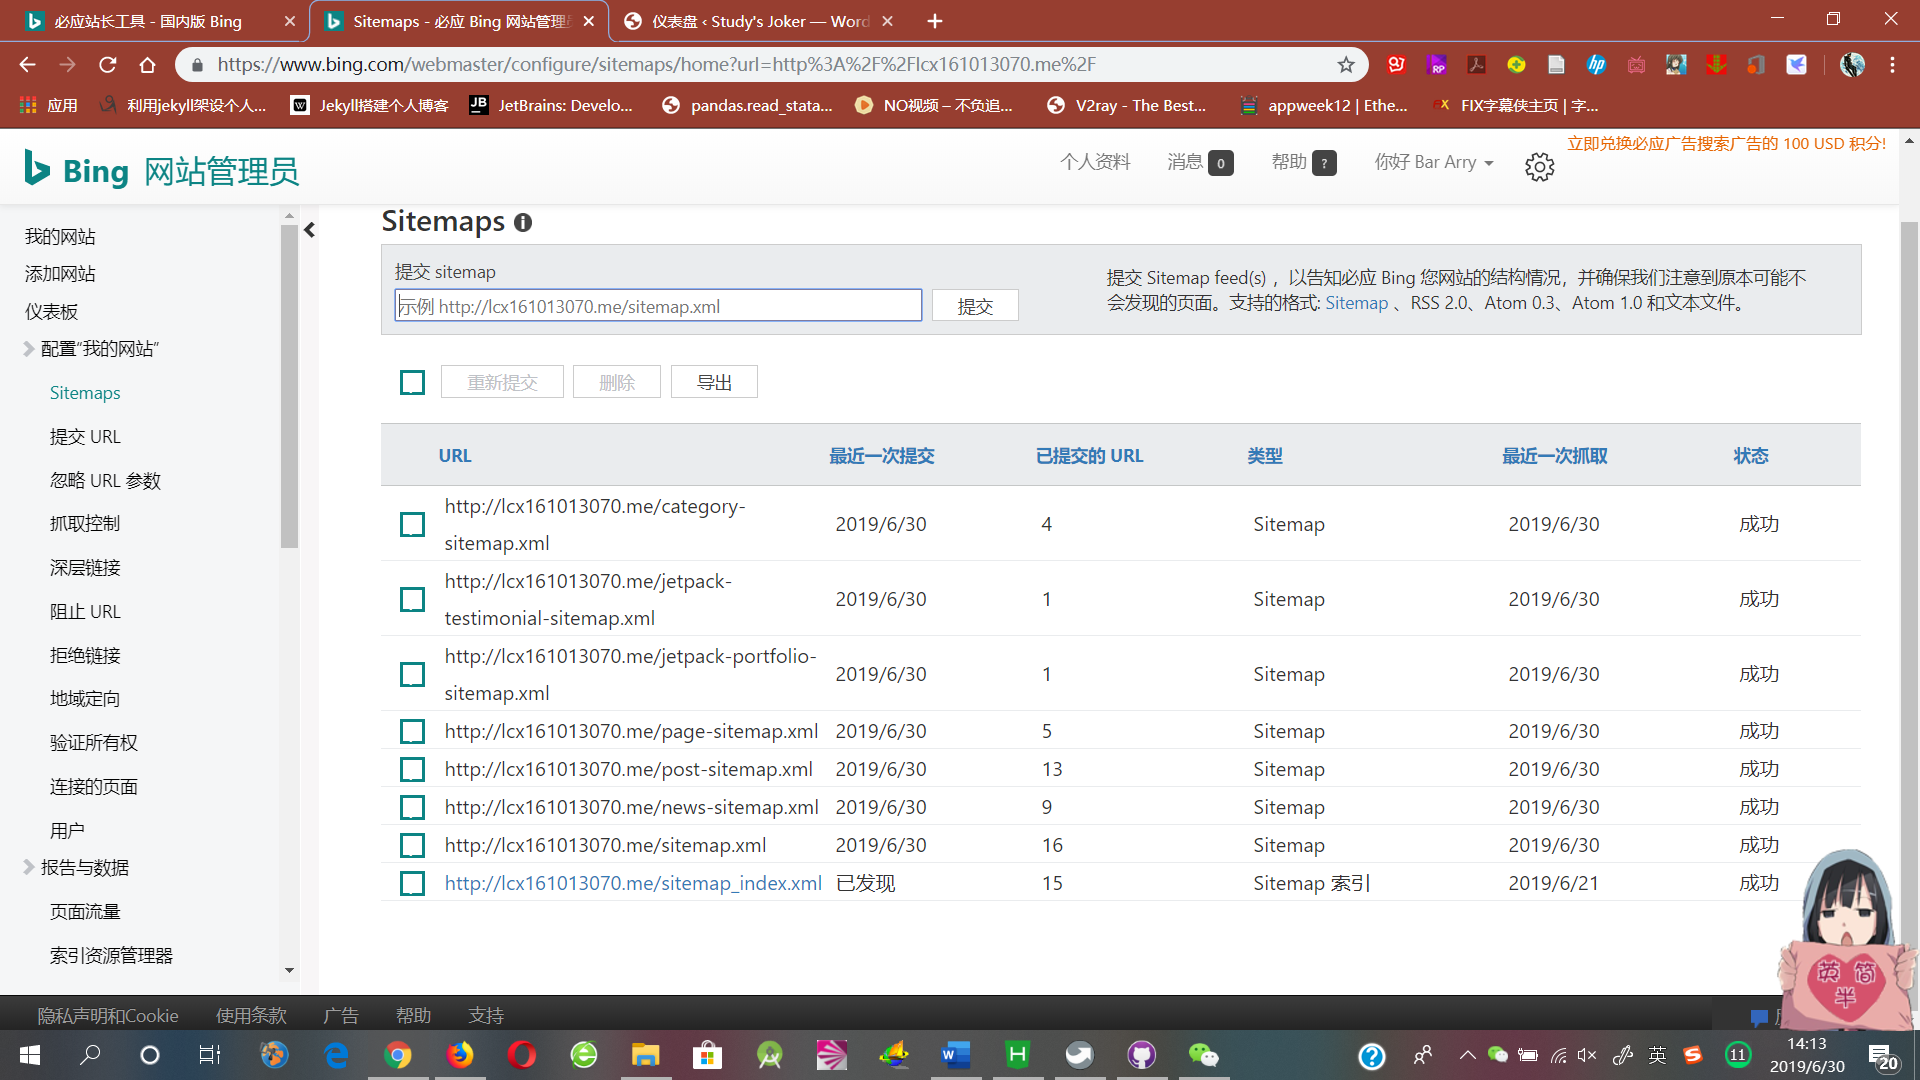 必应站长工具 - 国内版 Bing
Sitemaps - 必应 Bing 网站管理
仪表盘 ‹ Study's Joker — Word
https://www.bing.com/webmaster/configure/sitemaps/home?url=http%3A%2F%2Flcx161013070.me%2F
应用
利用jekyll架设个人...
Jekyll搭建个人博客
JetBrains: Develo...
pandas.read_stata...
NO视频 – 不负追...
V2ray - The Best...
appweek12 | Ethe...
FIX字幕侠主页 | 字...
Bing 网站管理员
个人资料
消息 0
帮助 ?
你好 Bar Arry
立即兑换必应广告搜索广告的 100 USD 积分!
我的网站
添加网站
仪表板
配置“我的网站”
Sitemaps
提交 URL
忽略 URL 参数
抓取控制
深层链接
阻止 URL
拒绝链接
地域定向
验证所有权
连接的页面
用户
报告与数据
页面流量
索引资源管理器
Sitemaps
提交 sitemap
示例 http://lcx161013070.me/sitemap.xml
提交
提交 Sitemap feed(s) ，以告知必应 Bing 您网站的结构情况，并确保我们注意到原本可能不
会发现的页面。支持的格式: Sitemap 、RSS 2.0、Atom 0.3、Atom 1.0 和文本文件。
重新提交
删除
导出
URL 最近一次提交 已提交的 URL 类型 最近一次抓取 状态
http://lcx161013070.me/category-
sitemap.xml
2019/6/30 4 Sitemap 2019/6/30 成功
http://lcx161013070.me/jetpack-
testimonial-sitemap.xml
2019/6/30 1 Sitemap 2019/6/30 成功
http://lcx161013070.me/jetpack-portfolio-
sitemap.xml
2019/6/30 1 Sitemap 2019/6/30 成功
http://lcx161013070.me/page-sitemap.xml 2019/6/30 5 Sitemap 2019/6/30 成功
http://lcx161013070.me/post-sitemap.xml 2019/6/30 13 Sitemap 2019/6/30 成功
http://lcx161013070.me/news-sitemap.xml 2019/6/30 9 Sitemap 2019/6/30 成功
http://lcx161013070.me/sitemap.xml 2019/6/30 16 Sitemap 2019/6/30 成功
http://lcx161013070.me/sitemap_index.xml 已发现 15 Sitemap 索引 2019/6/21 成功
英 简
半
隐私声明和Cookie
使用条款
广告
帮助
支持
英
11
14:13
2019/6/30
20